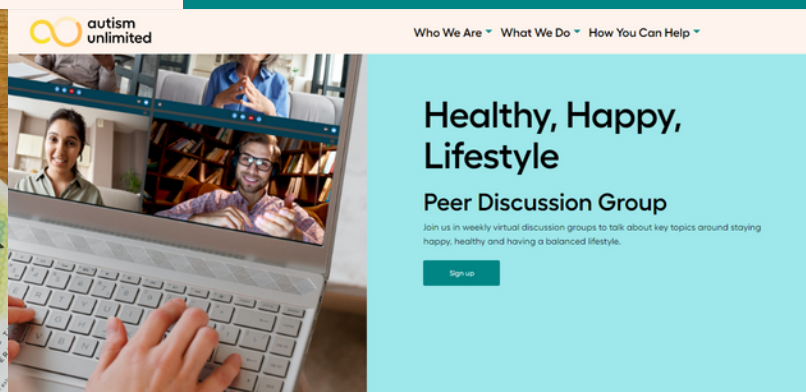 autism
unlimited
Who We Are What We Do How You Can Help
Healthy, Happy,
Lifestyle
Peer Discussion Group
Join us in weekly virtual discussion groups to talk about key topics around staying
happy, healthy and having a balanced lifestyle.
Sign up